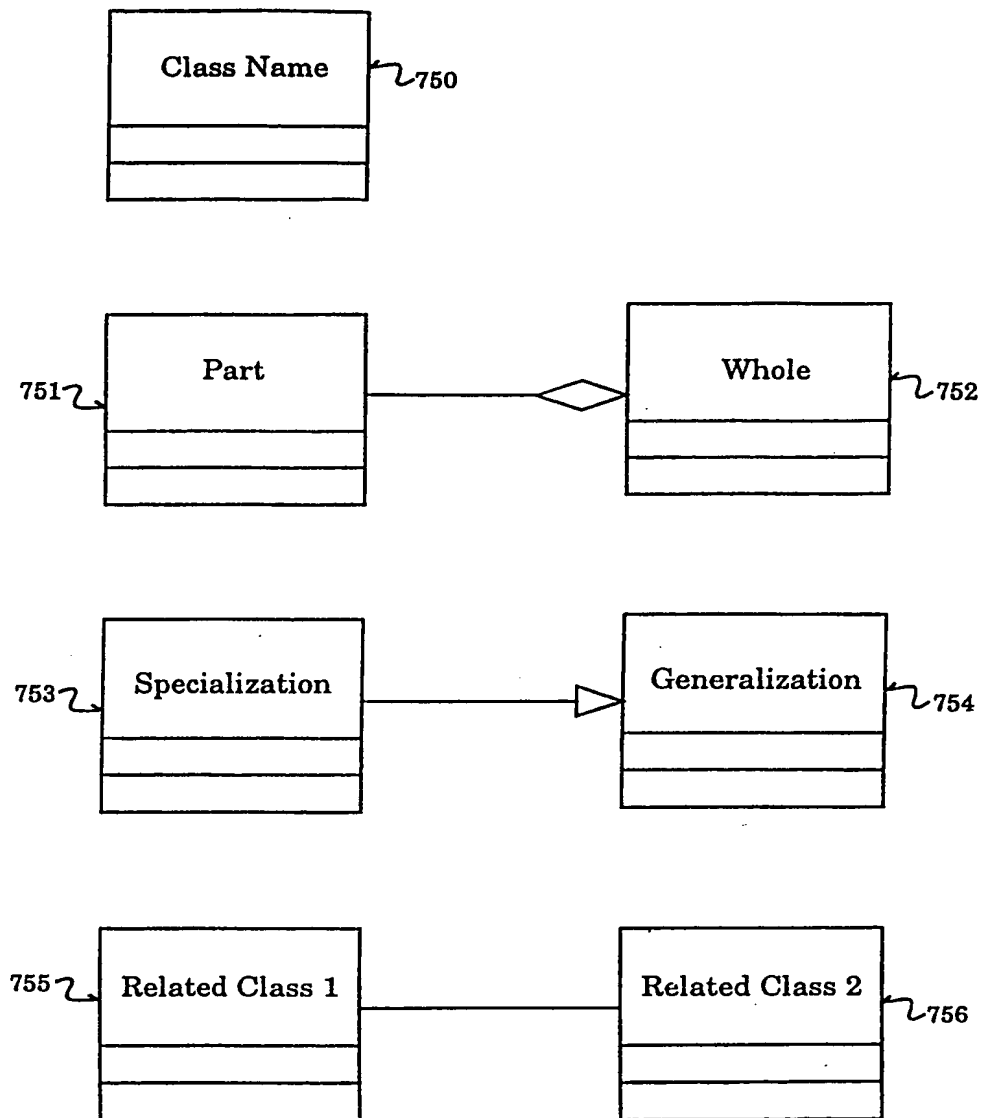 Class Name
750
Part
Whole
751
752
Specialization
Generalization
753
754
Related Class 1
Related Class 2
755
756